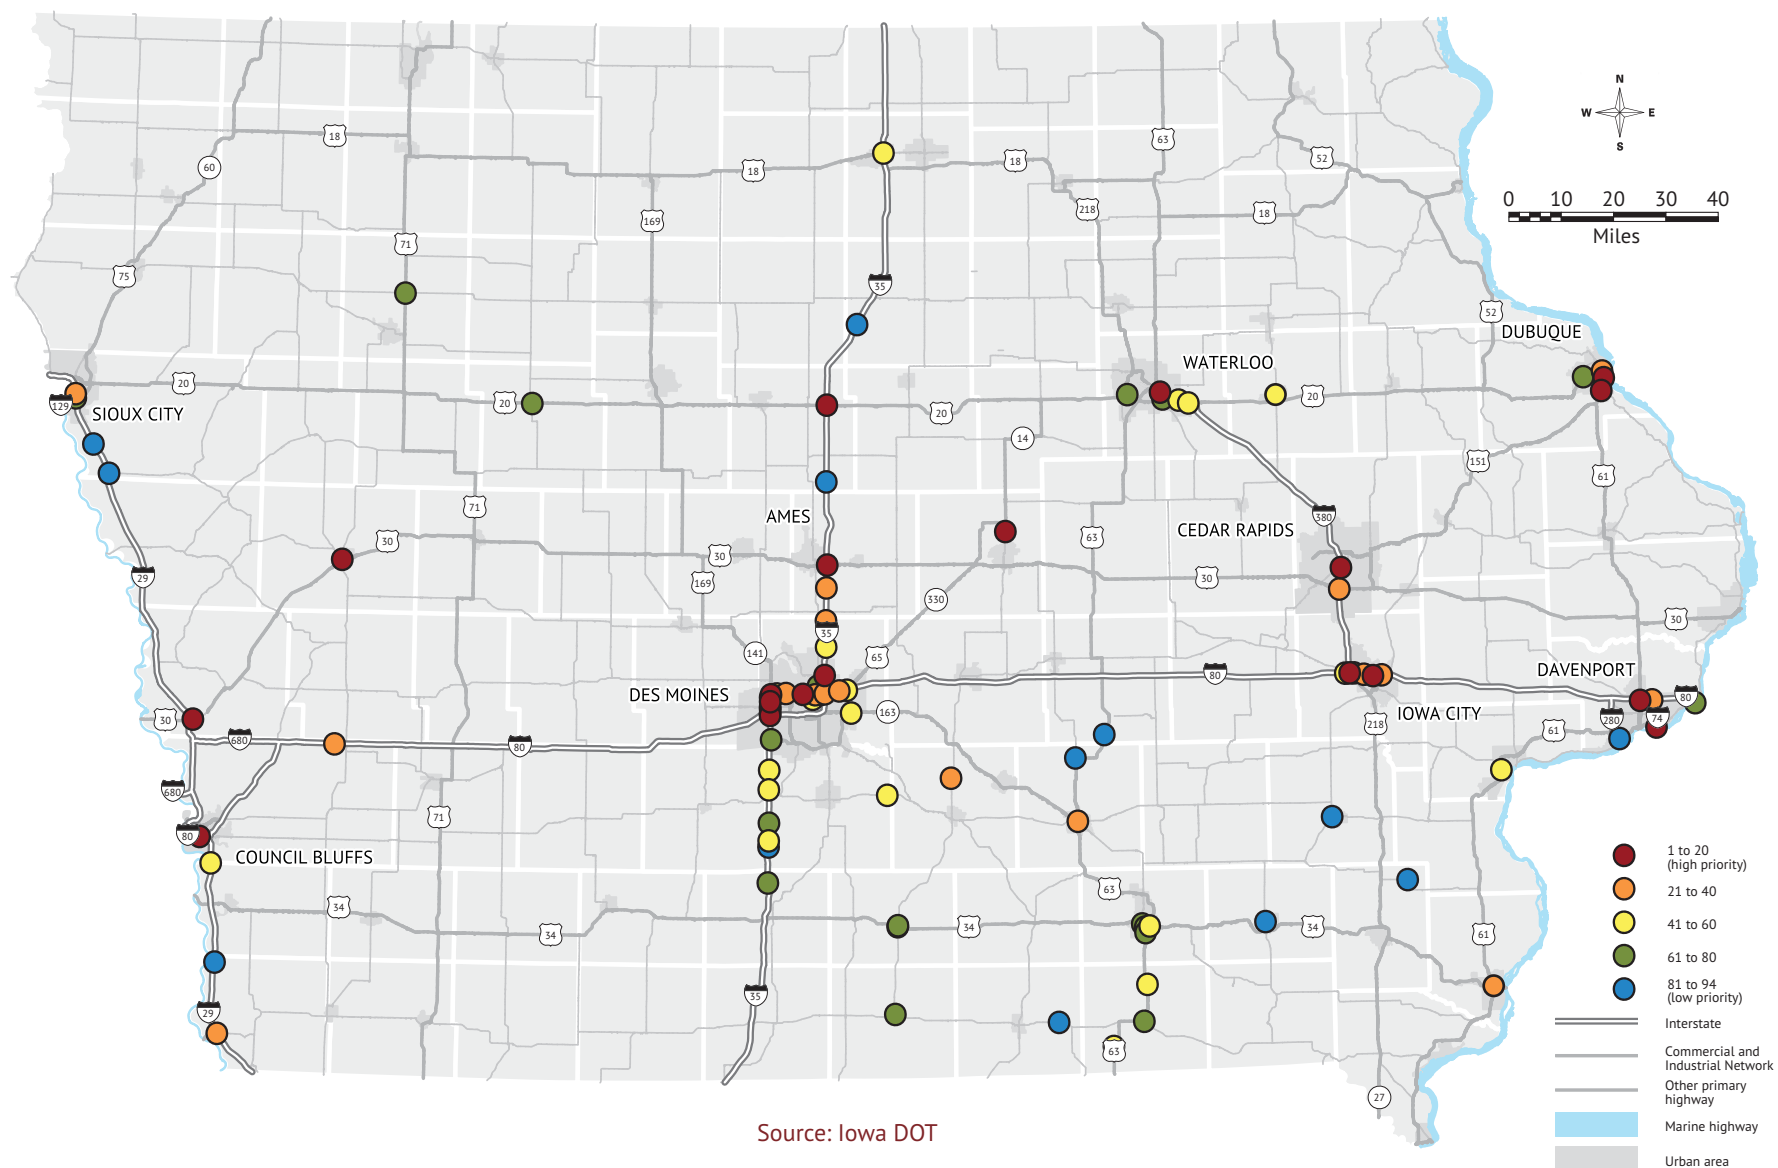 N
W E
S
0 10 20 30 40
Miles
18
60
18
18
63
52
169
218
18
71
75
35
52
DUBUQUE
WATERLOO
20
129
SIOUX CITY
20
20
20
14
151
61
71
AMES
380
CEDAR RAPIDS
30
30
63
29
169
30
330
35
30
141
65
80
DAVENPORT
DES MOINES
80
30
163
IOWA CITY
280
74
218
61
680
80
680
71
80
COUNCIL BLUFFS
1 to 20
(high priority)
21 to 40
63
34
41 to 60
34
34
34
61
61 to 80
81 to 94
(low priority)
35
29
Interstate
63
Commercial and
Industrial Network
Other primary
highway
27
Marine highway
Source: Iowa DOT
Urban area